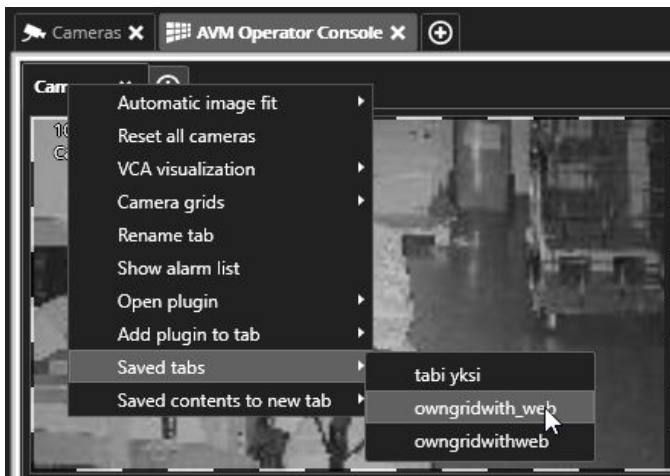 Cameras
AVM Operator Console
Cam
Automatic image fit
Reset all cameras
VCA visualization
Camera grids
Rename tab
Show alarm list
Open plugin
Add plugin to tab
Saved tabs
Saved contents to new tab
tabi yksi
owngridwith_web
owngridwithweb